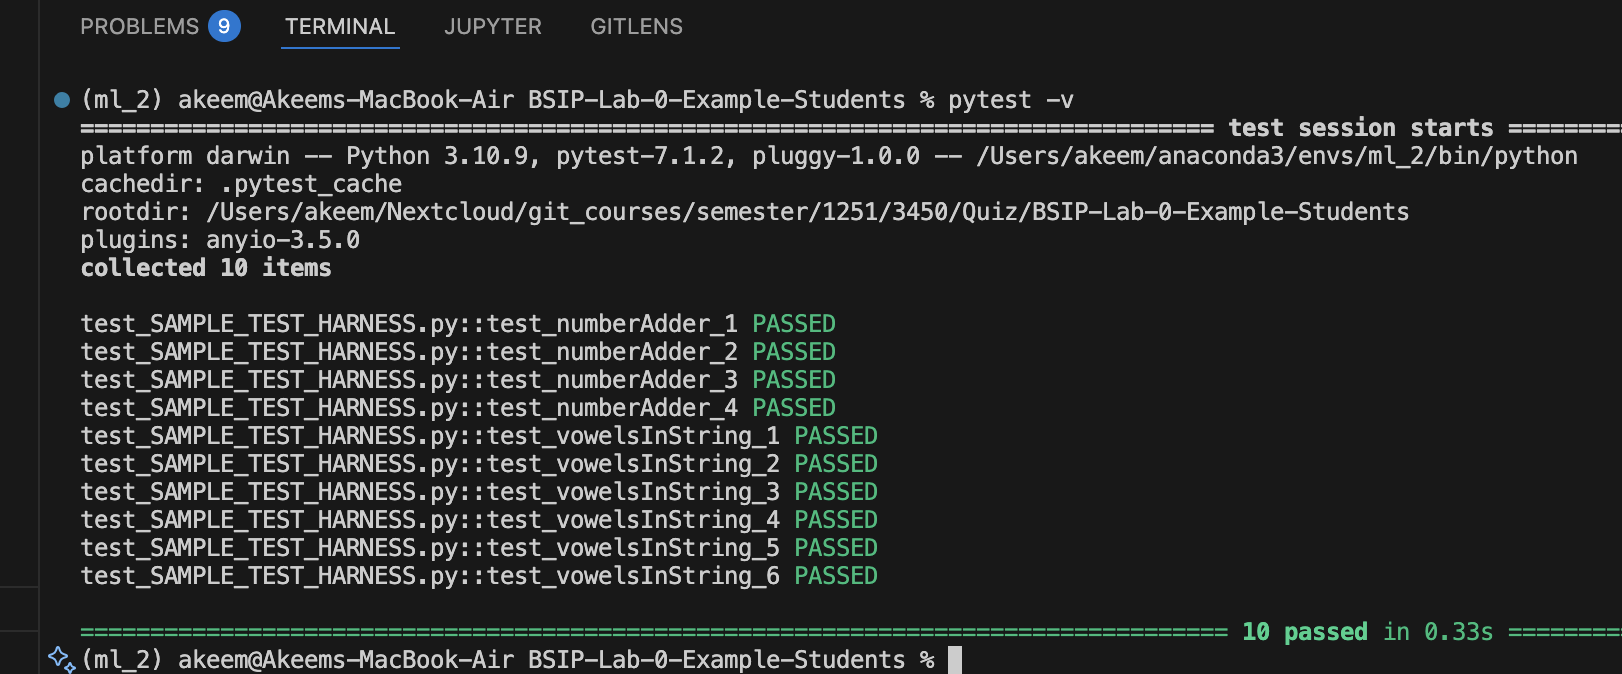 PROBLEMS 9 TERMINAL JUPYTER GITLENS
(ml_2) akeem@Akeems-MacBook-Air BSIP-Lab-0-Example-Students % pytest -v
================================================================================= test session starts ========
platform darwin -- Python 3.10.9, pytest-7.1.2, pluggy-1.0.0 -- /Users/akeem/anaconda3/envs/ml_2/bin/python
cachedir: .pytest_cache
rootdir: /Users/akeem/Nextcloud/git_courses/semester/1251/3450/Quiz/BSIP-Lab-0-Example-Students
plugins: anyio-3.5.0
collected 10 items
test_SAMPLE_TEST_HARNESS.py::test_numberAdder_1 PASSED
test_SAMPLE_TEST_HARNESS.py::test_numberAdder_2 PASSED
test_SAMPLE_TEST_HARNESS.py::test_numberAdder_3 PASSED
test_SAMPLE_TEST_HARNESS.py::test_numberAdder_4 PASSED
test_SAMPLE_TEST_HARNESS.py::test_vowelsInString_1 PASSED
test_SAMPLE_TEST_HARNESS.py::test_vowelsInString_2 PASSED
test_SAMPLE_TEST_HARNESS.py::test_vowelsInString_3 PASSED
test_SAMPLE_TEST_HARNESS.py::test_vowelsInString_4 PASSED
test_SAMPLE_TEST_HARNESS.py::test_vowelsInString_5 PASSED
test_SAMPLE_TEST_HARNESS.py::test_vowelsInString_6 PASSED
================================================================================== 10 passed in 0.33s ========
(ml_2) akeem@Akeems-MacBook-Air BSIP-Lab-0-Example-Students %